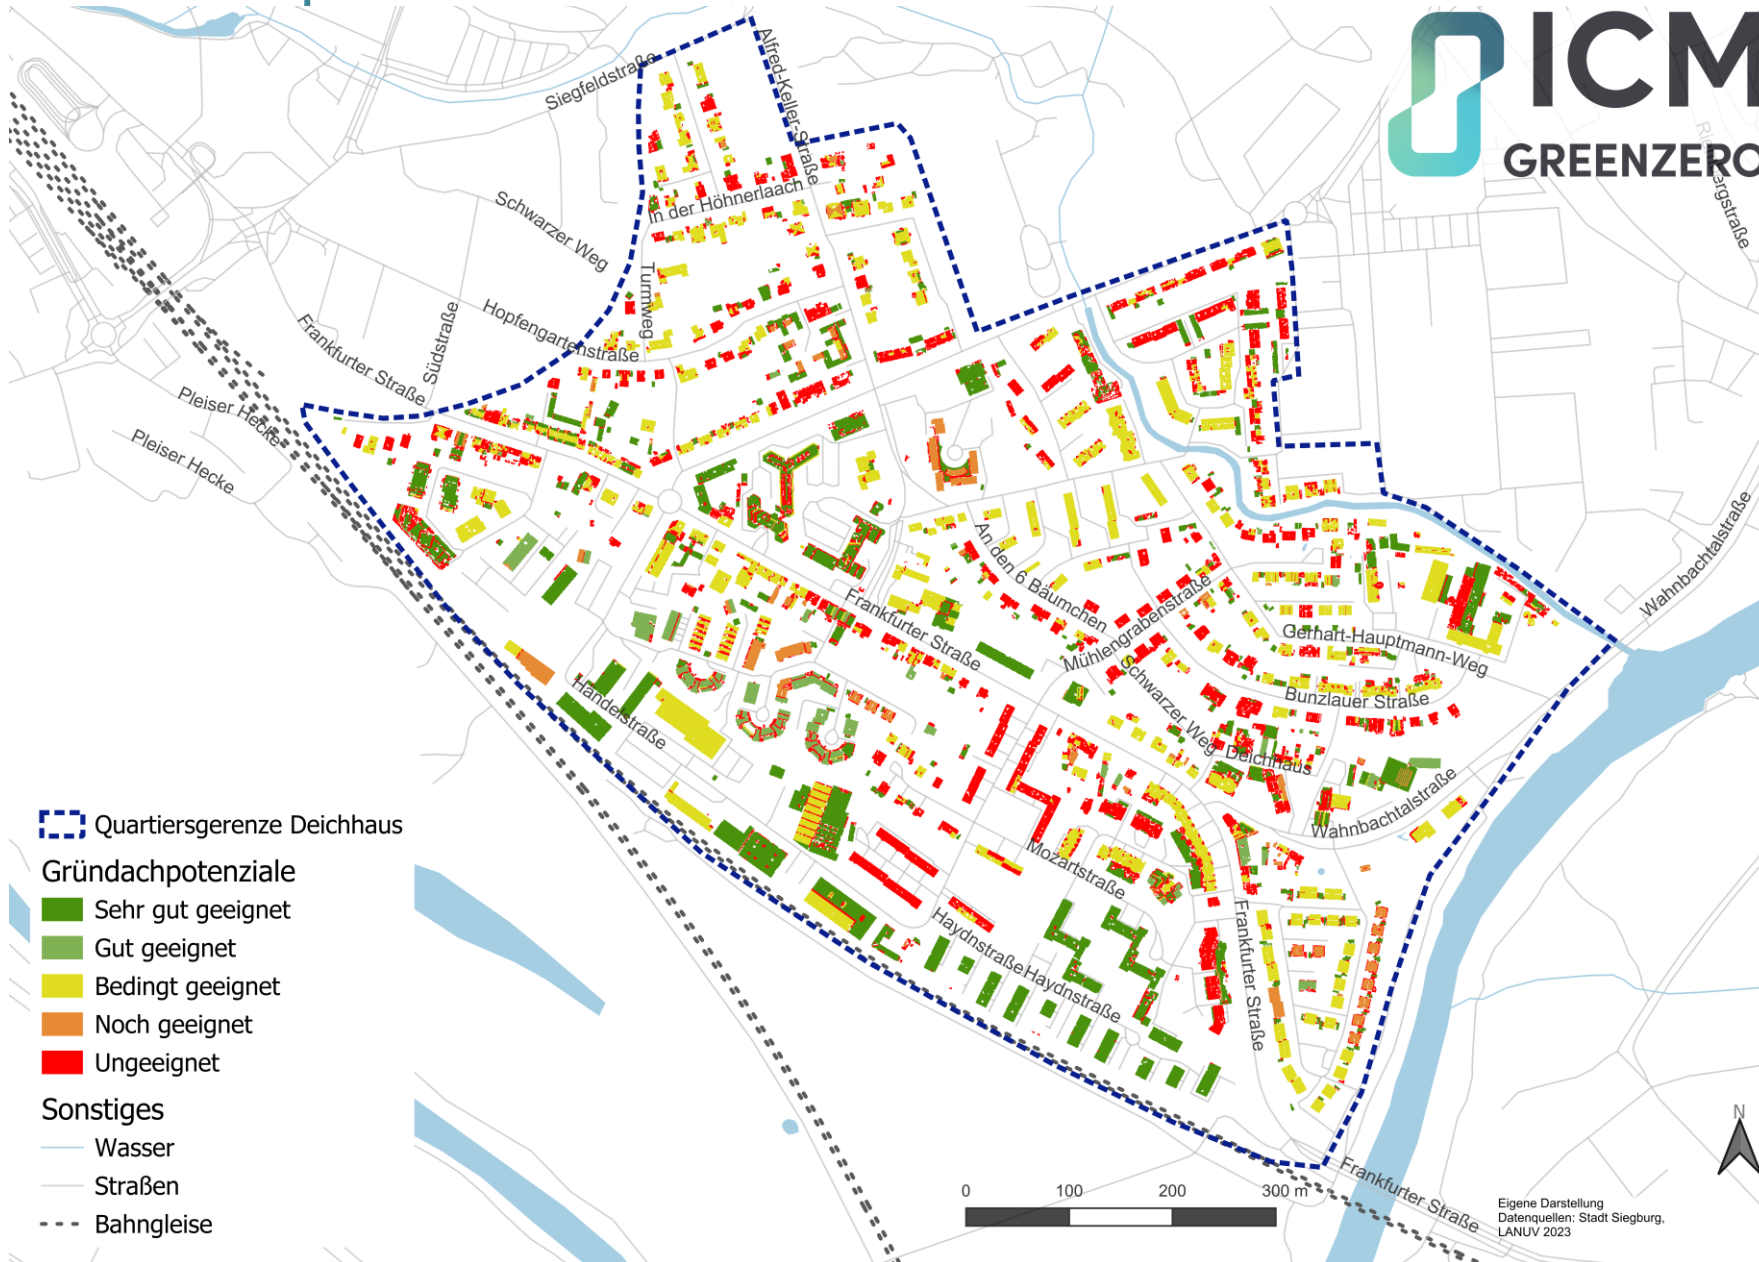 ICM
GREENZERO
Siegfeldstraße
Alfred-Keller-Straße
In der Höhnerlaach
Schwarzer Weg
Turmweg
Hopfengartenstraße
Südstraße
Frankfurter Straße
Pleiser Hecke
Pleiser Hecke
An den 6 Bäumchen
Wahnbachtalstraße
Frankfurter Straße
Mühlengrabenstraße
Gerhart-Hauptmann-Weg
Schwarzer Weg
Bunzlauer Straße
Händelstraße
Deichhaus
Wahnbachtalstraße
Mozartstraße
Haydnstraße
Haydnstraße
Frankfurter Straße
Frankfurter Straße
Quartiersgerenze Deichhaus
Gründachpotenziale
Sehr gut geeignet
Gut geeignet
Bedingt geeignet
Noch geeignet
Ungeeignet
Sonstiges
Wasser
Straßen
Bahngleise
0 100 200 300 m
N
Eigene Darstellung
Datenquellen: Stadt Siegburg,
LANUV 2023